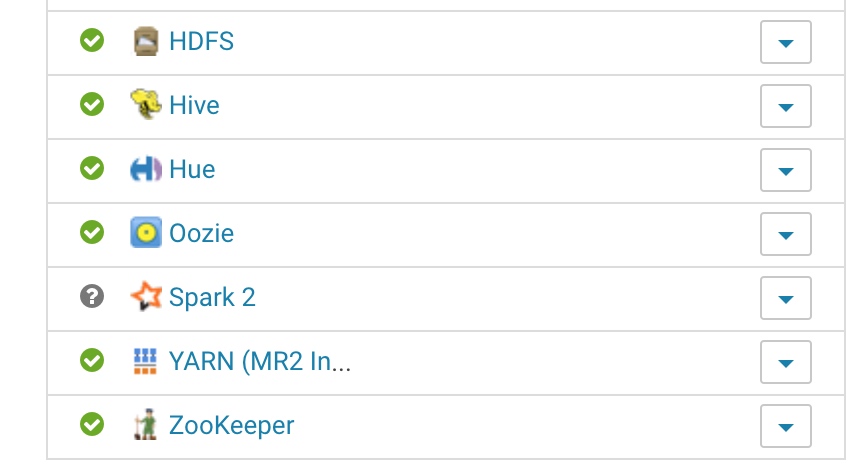 HDFS
Hive
Hue
Oozie
Spark 2
YARN (MR2 In...
ZooKeeper